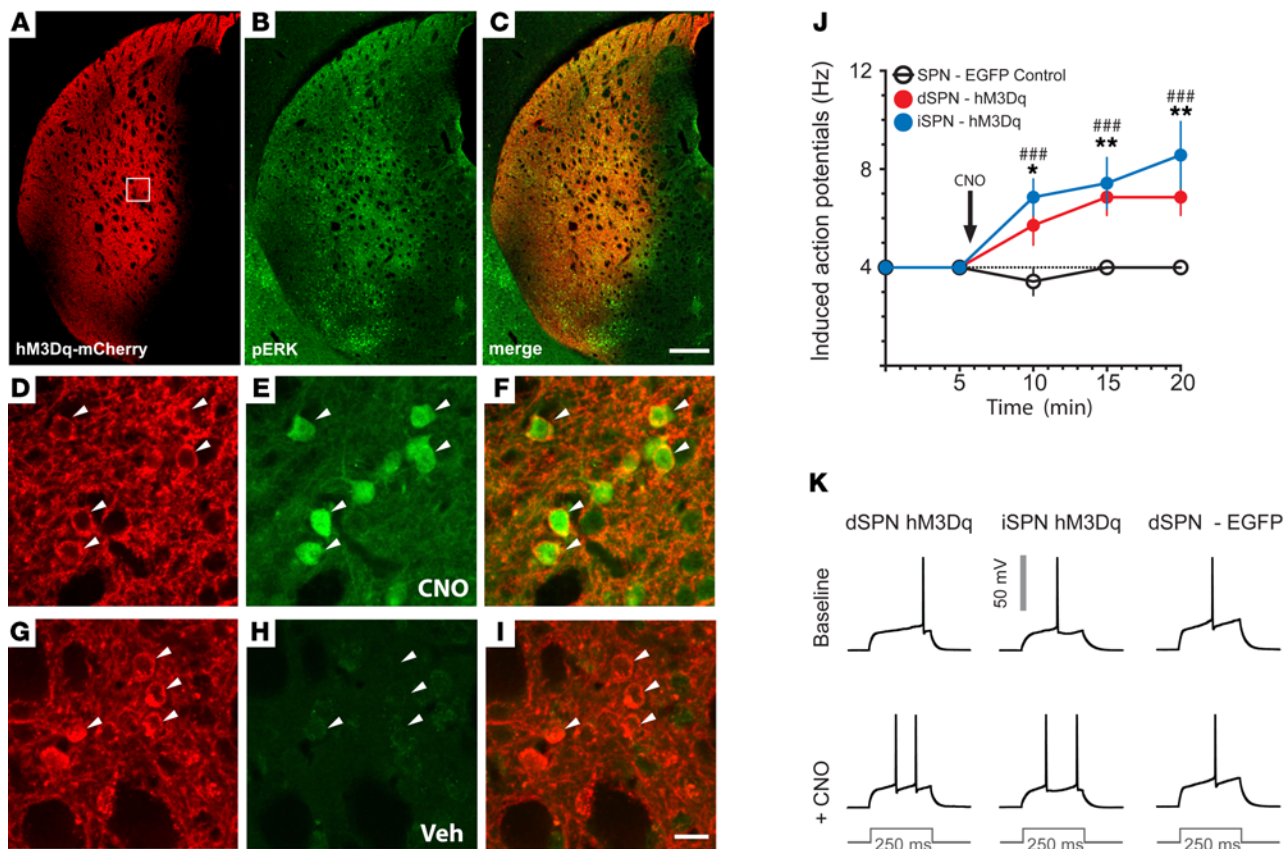 A
B
C
hM3Dq-mCherry
pERK
merge
D
E
F
CNO
G
H
I
Veh
J
SPN - EGFP Control
dSPN - hM3Dq
iSPN - hM3Dq
Induced action potentials (Hz)
12
8
4
CNO
###
*
###
**
###
**
5
10
15
20
Time (min)
K
dSPN hM3Dq
iSPN hM3Dq
dSPN - EGFP
Baseline
50 mV
+ CNO
250 ms
250 ms
250 ms